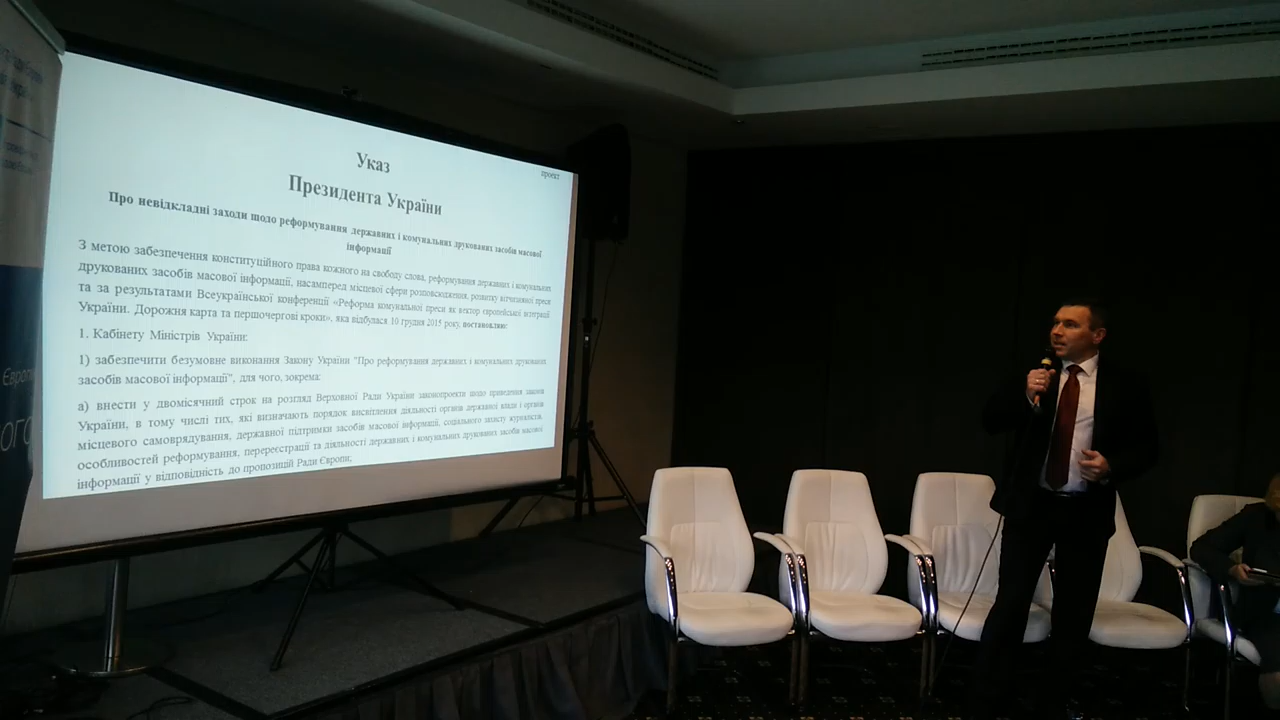 проект
Указ
Президента України
Про невідкладні заходи щодо реформування державних і комунальних друкованих засобів масової
інформації
З метою забезпечення конституційного права кожного на свободу слова, реформування державних і комунальних
друкованих засобів масової інформації, насамперед місцевої сфери розповсюдження, розвитку вітчизняної преси
та за результатами Всеукраїнської конференції «Реформа комунальної преси як вектор європейської інтеграції
України. Дорожня карта та першочергові кроки», яка відбулася 10 грудня 2015 року, постановляю:
1. Кабінету Міністрів України:
1) забезпечити безумовне виконання Закону України "Про реформування державних і комунальних друкованих
засобів масової інформації", для чого, зокрема:
а) внести у двомісячний строк на розгляд Верховної Ради України законопроекти щодо приведення законів
України, в тому числі тих, які визначають порядок висвітлення діяльності органів державної влади і органів
місцевого самоврядування, державної підтримки засобів масової інформації, соціального захисту журналістів,
особливостей реформування, перереєстрації та діяльності державних і комунальних друкованих засобів масової
інформації у відповідність до пропозицій Ради Європи;